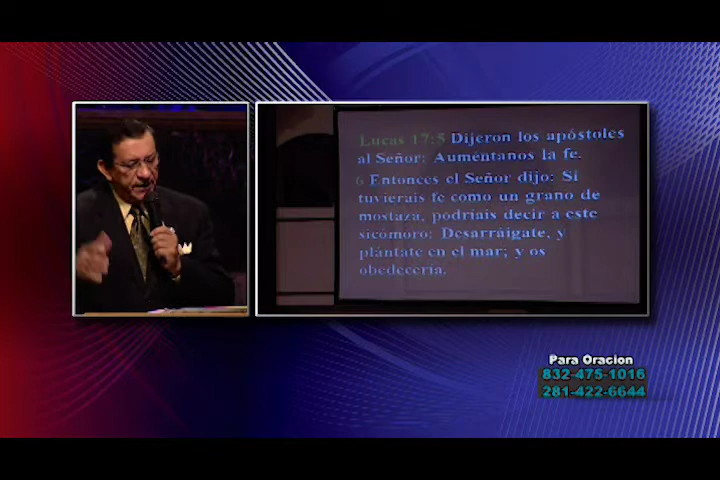 Lucas 17:5 Dijeron los apóstoles
al Señor: Auméntanos la fe.
6 Entonces el Señor dijo: Si
tuvierais fe como un grano de
mostaza, podríais decir a este
sicómoro: Desarráigate, y
plántate en el mar; y os
obedecería.
Para Oracion
832-475-1016
281-422-6644